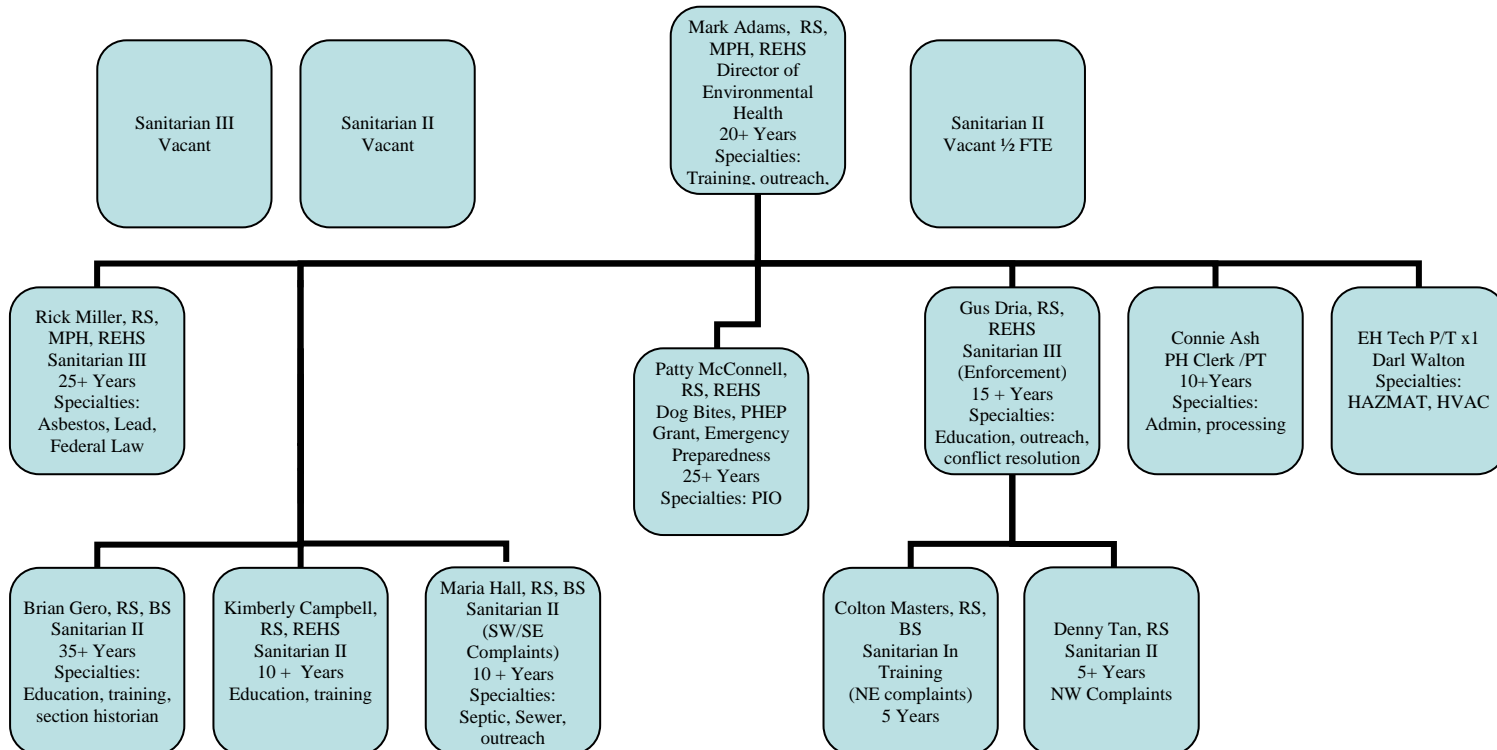 Sanitarian III
Vacant
Sanitarian II
Vacant
Mark Adams, RS,
MPH, REHS
Director of
Environmental
Health
20+ Years
Specialties:
Training, outreach,
Sanitarian II
Vacant ½ FTE
Rick Miller, RS,
MPH, REHS
Sanitarian III
25+ Years
Specialties:
Asbestos, Lead,
Federal Law
Patty McConnell,
RS, REHS
Dog Bites, PHEP
Grant, Emergency
Preparedness
25+ Years
Specialties: PIO
Gus Dria, RS,
REHS
Sanitarian III
(Enforcement)
15 + Years
Specialties:
Education, outreach,
conflict resolution
Connie Ash
PH Clerk /PT
10+Years
Specialties:
Admin, processing
EH Tech P/T x1
Darl Walton
Specialties:
HAZMAT, HVAC
Brian Gero, RS, BS
Sanitarian II
35+ Years
Specialties:
Education, training,
section historian
Kimberly Campbell,
RS, REHS
Sanitarian II
10 + Years
Education, training
Maria Hall, RS, BS
Sanitarian II
(SW/SE
Complaints)
10 + Years
Specialties:
Septic, Sewer,
outreach
Colton Masters, RS,
BS
Sanitarian In
Training
(NE complaints)
5 Years
Denny Tan, RS
Sanitarian II
5+ Years
NW Complaints